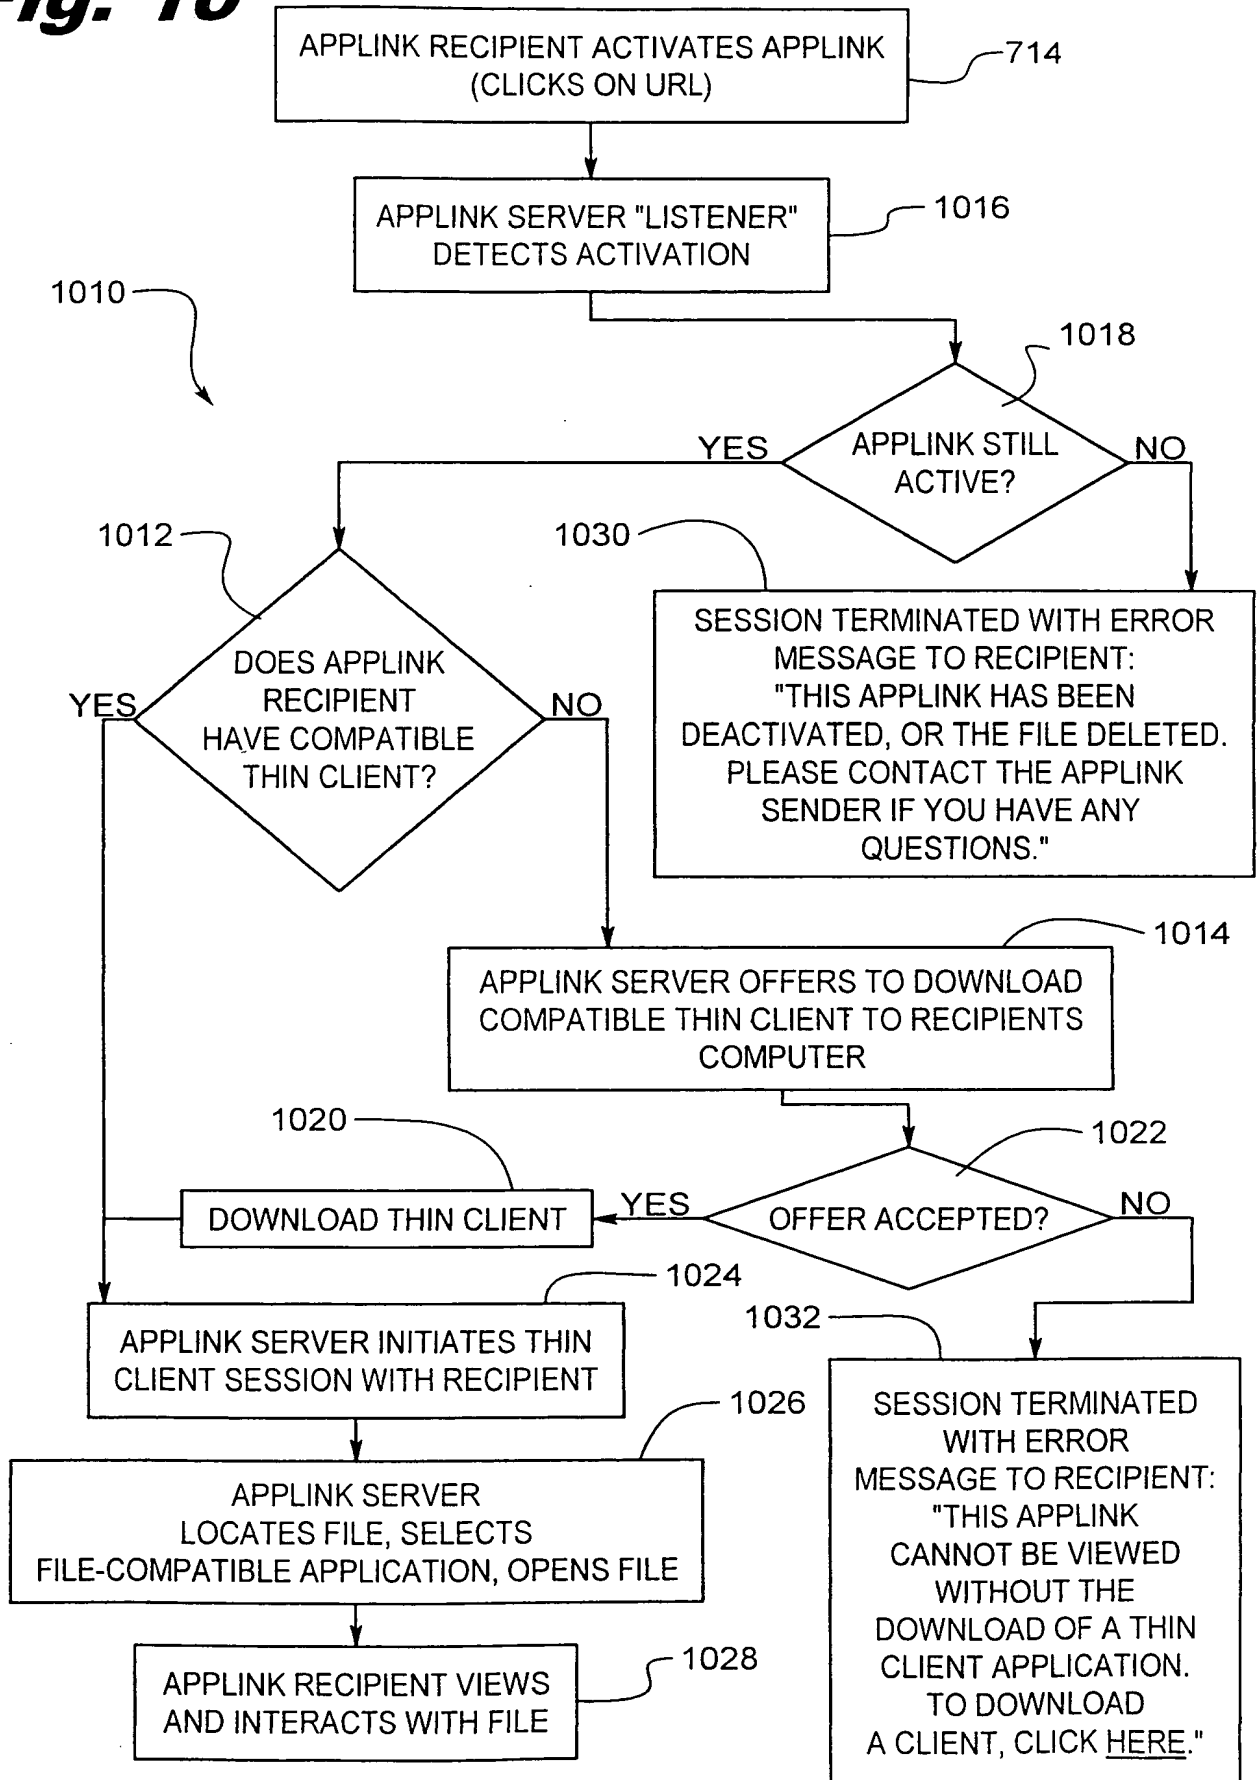 Fig. 10
APPLINK RECIPIENT ACTIVATES APPLINK
(CLICKS ON URL)
714
APPLINK SERVER "LISTENER"
DETECTS ACTIVATION
1016
1010
1018
APPLINK STILL
ACTIVE?
YES
NO
1012
1030
DOES APPLINK
RECIPIENT
HAVE COMPATIBLE
THIN CLIENT?
YES
NO
SESSION TERMINATED WITH ERROR
MESSAGE TO RECIPIENT:
"THIS APPLINK HAS BEEN
DEACTIVATED, OR THE FILE DELETED.
PLEASE CONTACT THE APPLINK
SENDER IF YOU HAVE ANY
QUESTIONS."
1014
APPLINK SERVER OFFERS TO DOWNLOAD
COMPATIBLE THIN CLIENT TO RECIPIENTS
COMPUTER
1020
1022
DOWNLOAD THIN CLIENT
YES
OFFER ACCEPTED?
NO
1024
APPLINK SERVER INITIATES THIN
CLIENT SESSION WITH RECIPIENT
1032
1026
APPLINK SERVER
LOCATES FILE, SELECTS
FILE-COMPATIBLE APPLICATION, OPENS FILE
SESSION TERMINATED
WITH ERROR
MESSAGE TO RECIPIENT:
"THIS APPLINK
CANNOT BE VIEWED
WITHOUT THE
DOWNLOAD OF A THIN
CLIENT APPLICATION.
TO DOWNLOAD
A CLIENT, CLICK HERE."
1028
APPLINK RECIPIENT VIEWS
AND INTERACTS WITH FILE